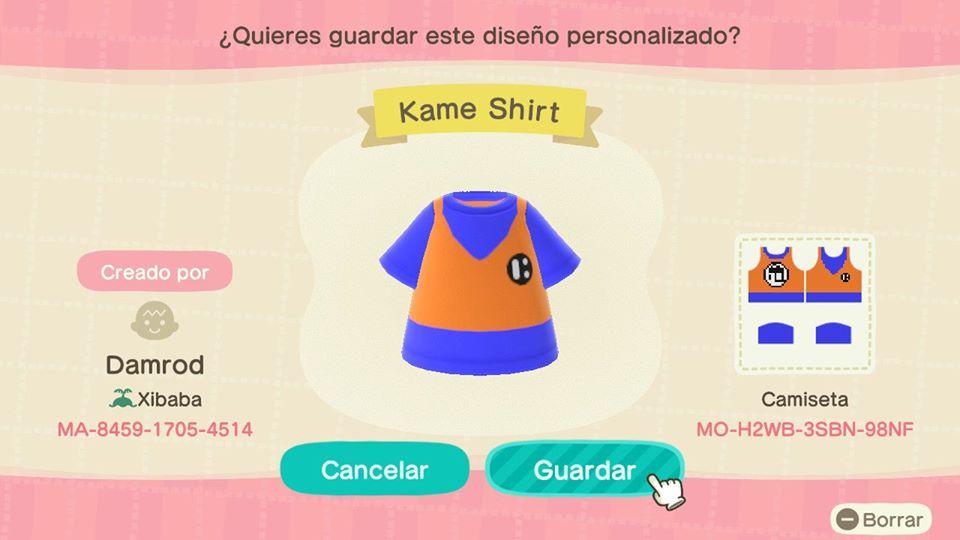 ¿Quieres guardar este diseño personalizado?
Kame Shirt
Creado por
Damrod
Xibaba
MA-8459-1705-4514
Camiseta
MO-H2WB-3SBN-98NF
Cancelar
Guardar
Borrar